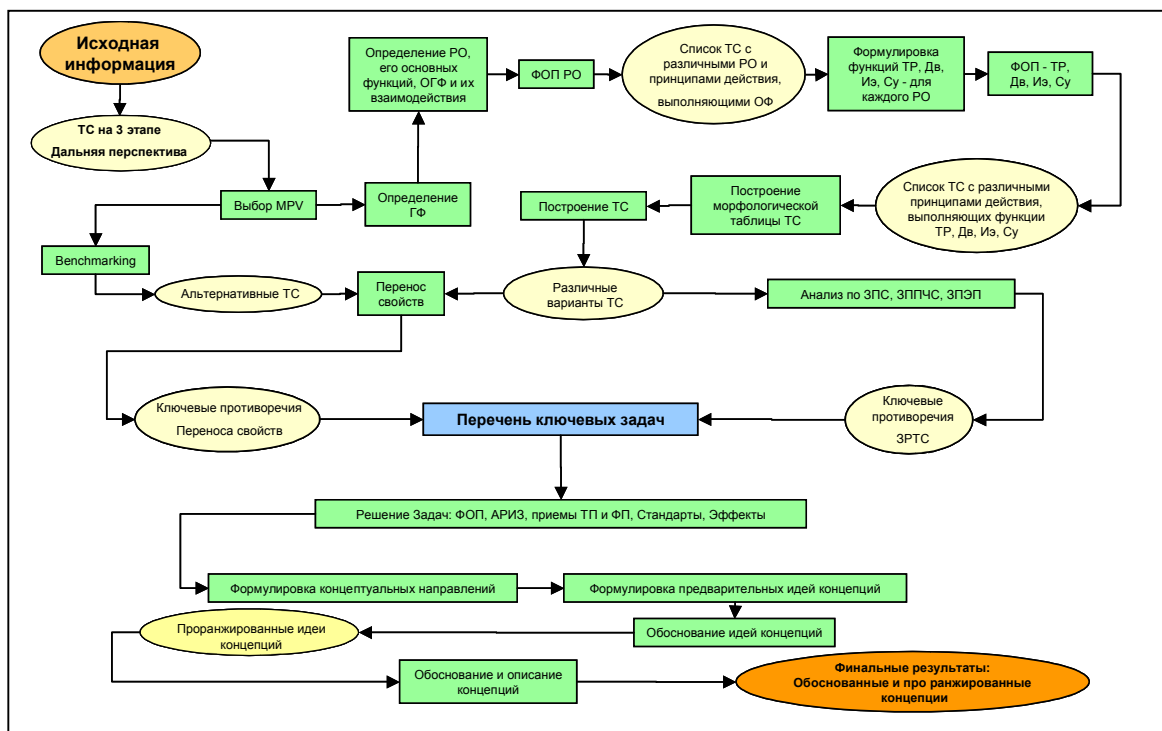 Исходная
информация
ТС на 3 этапе
Дальняя перспектива
Определение РО,
его основных
функций, ОГФ и их
взаимодействия
ФОП РО
Список ТС с
различными РО и
принципами действия,
выполняющими ОФ
Формулировка
функций ТР, Дв,
Иэ, Су - для
каждого РО
ФОП - ТР,
Дв, Иэ, Су
Выбор MPV
Определение
ГФ
Построение ТС
Построение
морфологической
таблицы ТС
Список ТС с различными
принципами действия,
выполняющих функции
ТР, Дв, Иэ, Су
Benchmarking
Альтернативные ТС
Перенос
свойств
Различные
варианты ТС
Анализ по ЗПС, ЗППЧС, ЗПЭП
Ключевые противоречия
Переноса свойств
Перечень ключевых задач
Ключевые
противоречия
ЗРТС
Решение Задач: ФОП, АРИЗ, приемы ТП и ФП, Стандарты, Эффекты
Формулировка концептуальных направлений
Формулировка предварительных идей концепций
Проранжированные идеи
концепций
Обоснование идей концепций
Обоснование и описание
концепций
Финальные результаты:
Обоснованные и про ранжированные
концепции